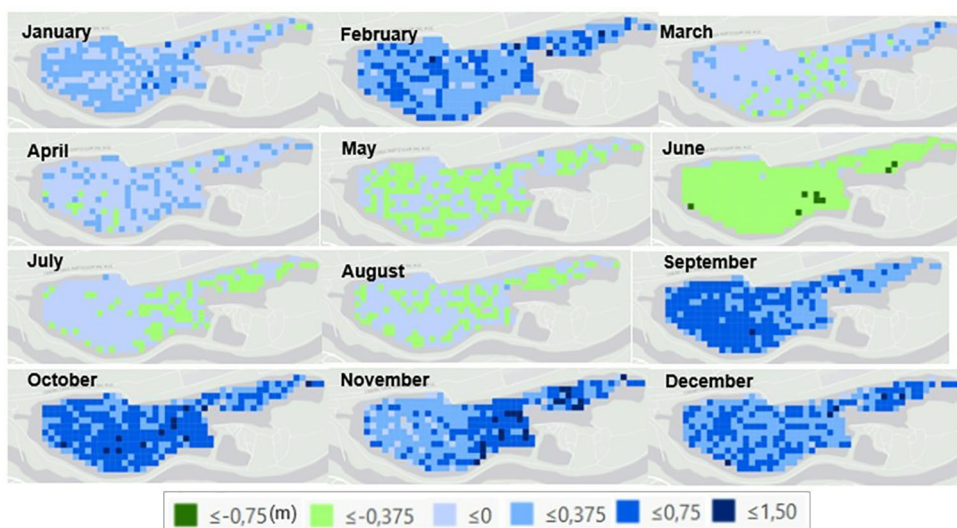 January
February
March
April
May
June
July
August
September
October
November
December
≤-0,75(m) ≤-0,375 ≤0 ≤0,375 ≤0,75 ≤1,50